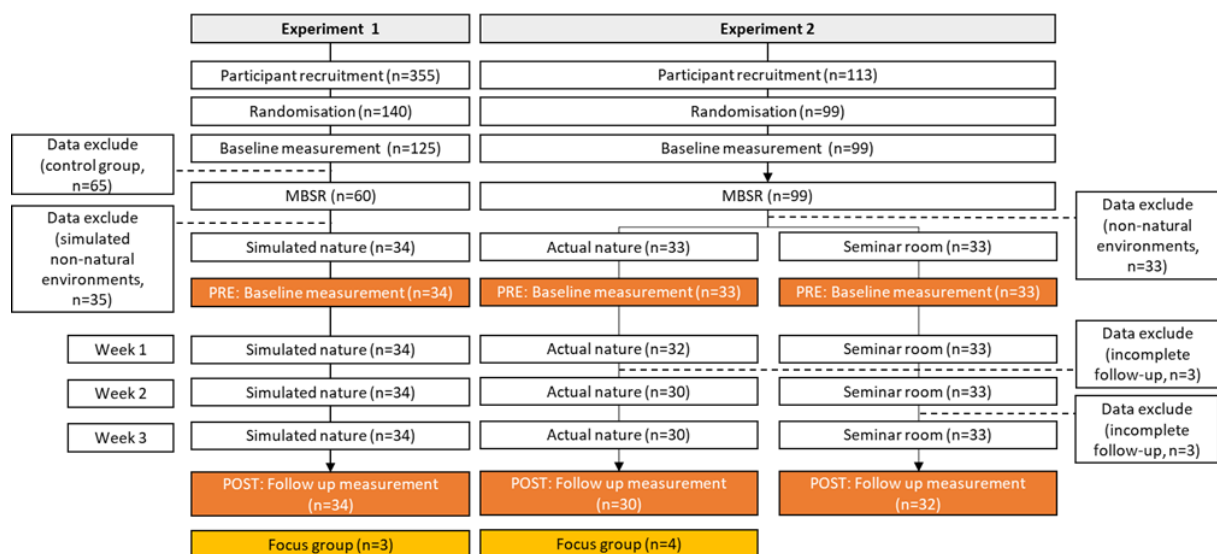 Experiment 1
Experiment 2
Participant recruitment (n=355)
Participant recruitment (n=113)
Randomisation (n=140)
Randomisation (n=99)
Data exclude
(control group,
n=65)
Baseline measurement (n=125)
Baseline measurement (n=99)
MBSR (n=60)
MBSR (n=99)
Data exclude
(simulated
non-natural
environments,
n=35)
Data exclude
(non-natural
environments,
n=33)
Simulated nature (n=34)
Actual nature (n=33)
Seminar room (n=33)
PRE: Baseline measurement (n=34)
PRE: Baseline measurement (n=33)
PRE: Baseline measurement (n=33)
Week 1
Simulated nature (n=34)
Actual nature (n=32)
Seminar room (n=33)
Data exclude
(incomplete
follow-up, n=3)
Week 2
Simulated nature (n=34)
Actual nature (n=30)
Seminar room (n=33)
Data exclude
(incomplete
follow-up, n=3)
Week 3
Simulated nature (n=34)
Actual nature (n=30)
Seminar room (n=33)
POST: Follow up measurement
(n=34)
POST: Follow up measurement
(n=30)
POST: Follow up measurement
(n=32)
Focus group (n=3)
Focus group (n=4)